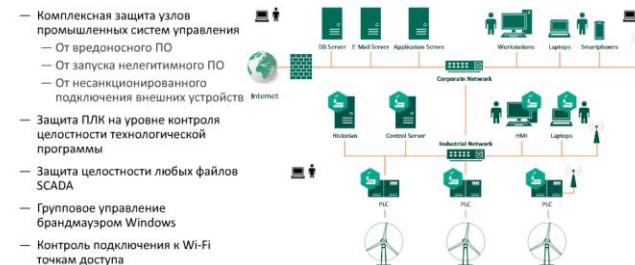 — Комплексная защита узлов
промышленных систем управления
— От вредоносного ПО
— От запуска нелегитимного ПО
— От несанкционированного
подключения внешних устройств
— Защита ПЛК на уровне контроля
целостности технологической
программы
— Защита целостности любых файлов
SCADA
— Групповое управление
брандмауэром Windows
— Контроль подключения к Wi-Fi
точкам доступа
DB Server E-Mail Server Application Server Workstations Laptops Smartphones
Internet
Corporate Network
Historian Control Server HMI Laptops
Industrial Network
PLC PLC PLC